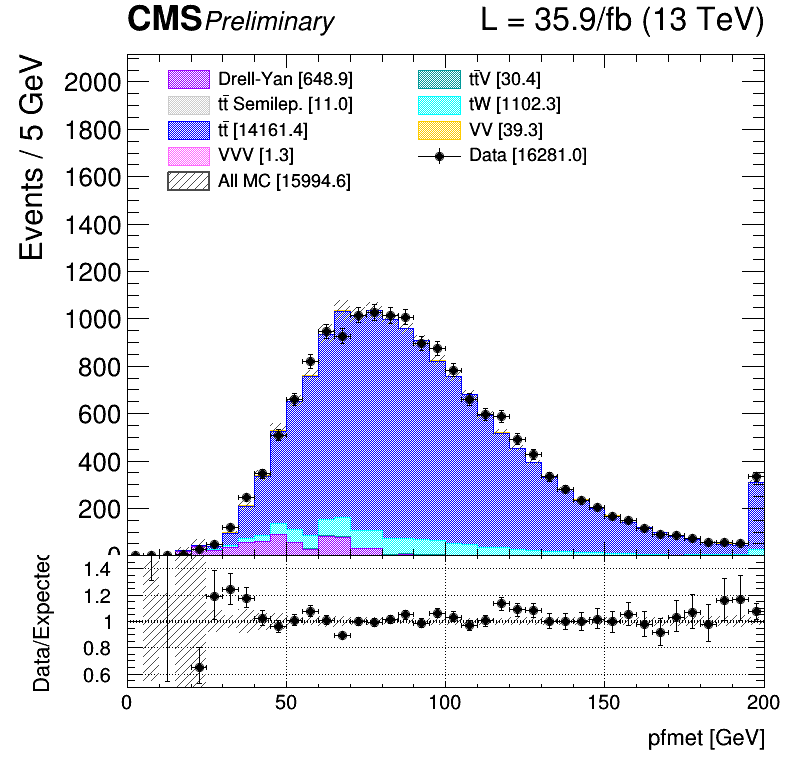 CMS Preliminary L = 35.9/fb (13 TeV)
Events / 5 GeV
2000
1800
1600
1400
1200
1000
800
600
400
200
0
Drell-Yan [648.9]
tt̄ Semilep. [11.0]
tt̄ [14161.4]
VVV [1.3]
All MC [15994.6]
tt̄V [30.4]
tW [1102.3]
VV [39.3]
Data [16281.0]
Data/Expected
1.4
1.2
1
0.8
0.6
0 50 100 150 200
pfmet [GeV]